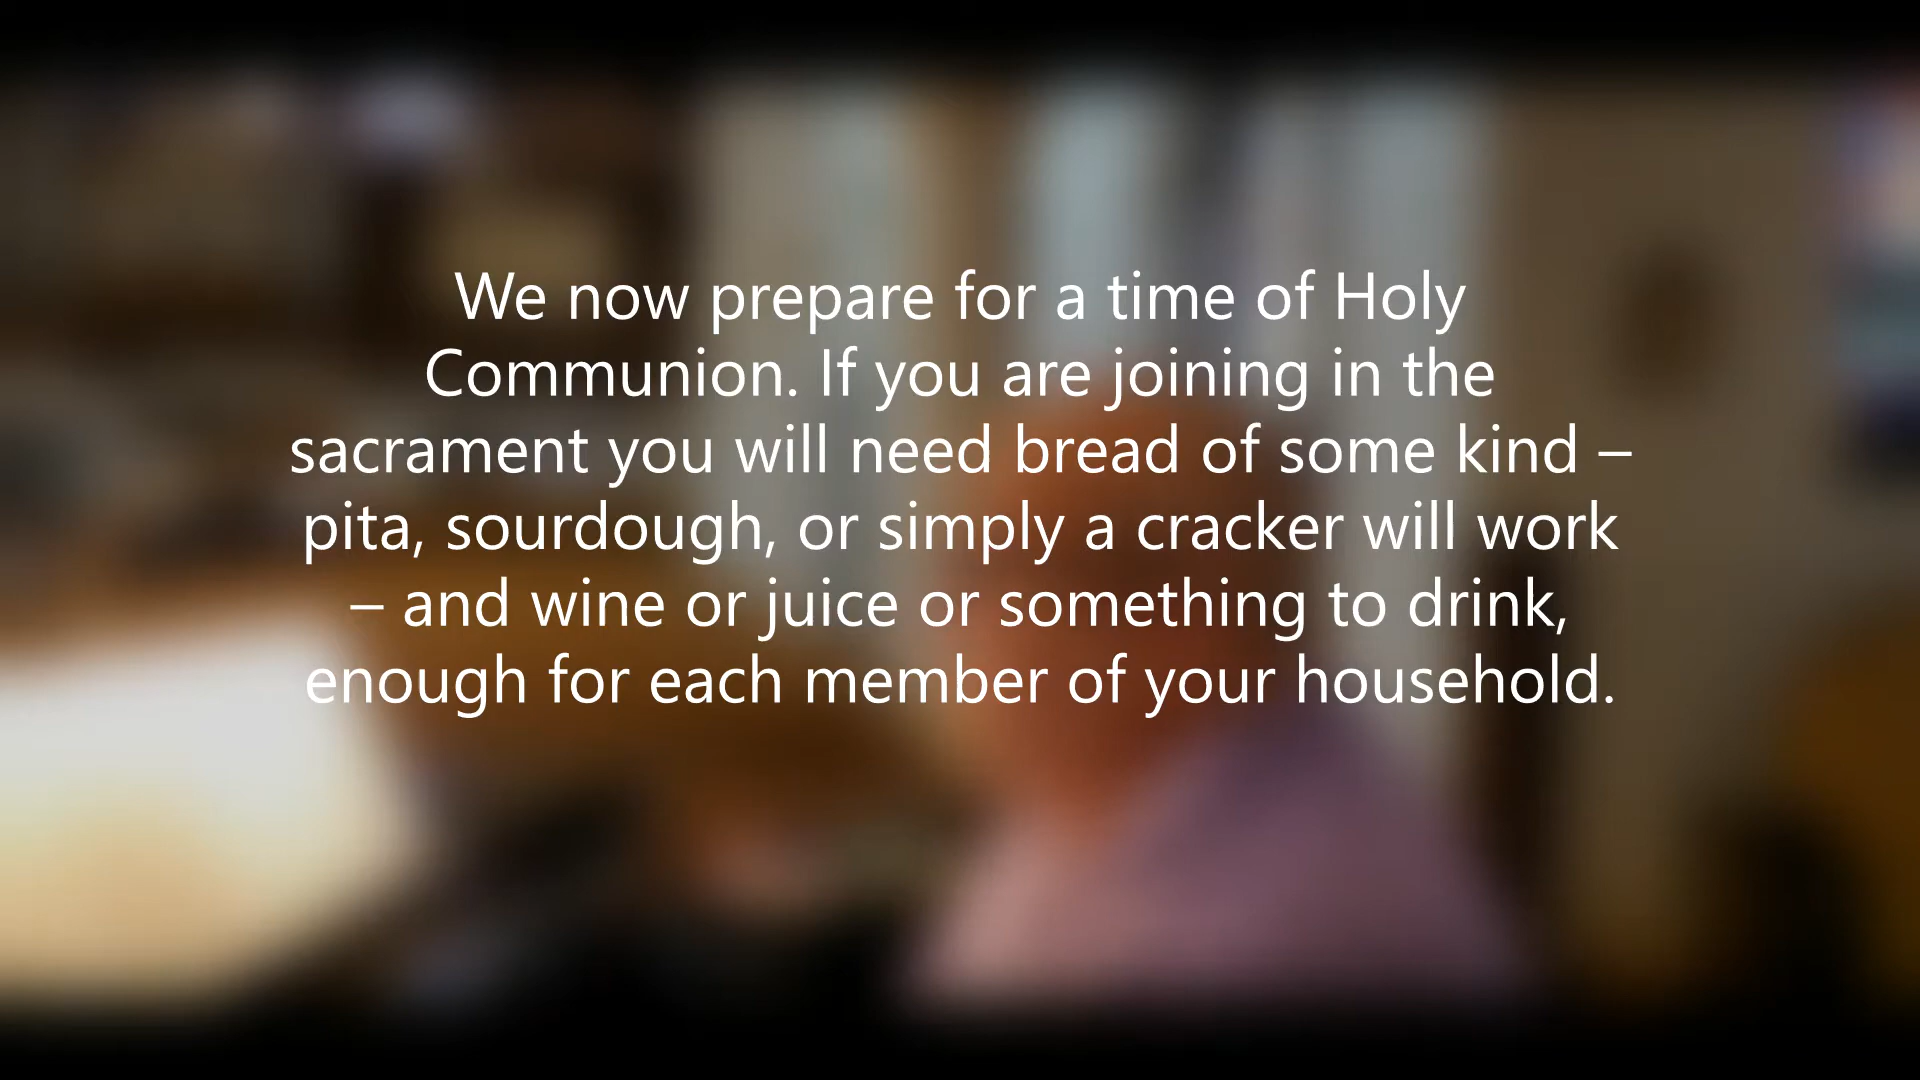 We now prepare for a time of Holy
Communion. If you are joining in the
sacrament you will need bread of some kind –
pita, sourdough, or simply a cracker will work
– and wine or juice or something to drink,
enough for each member of your household.